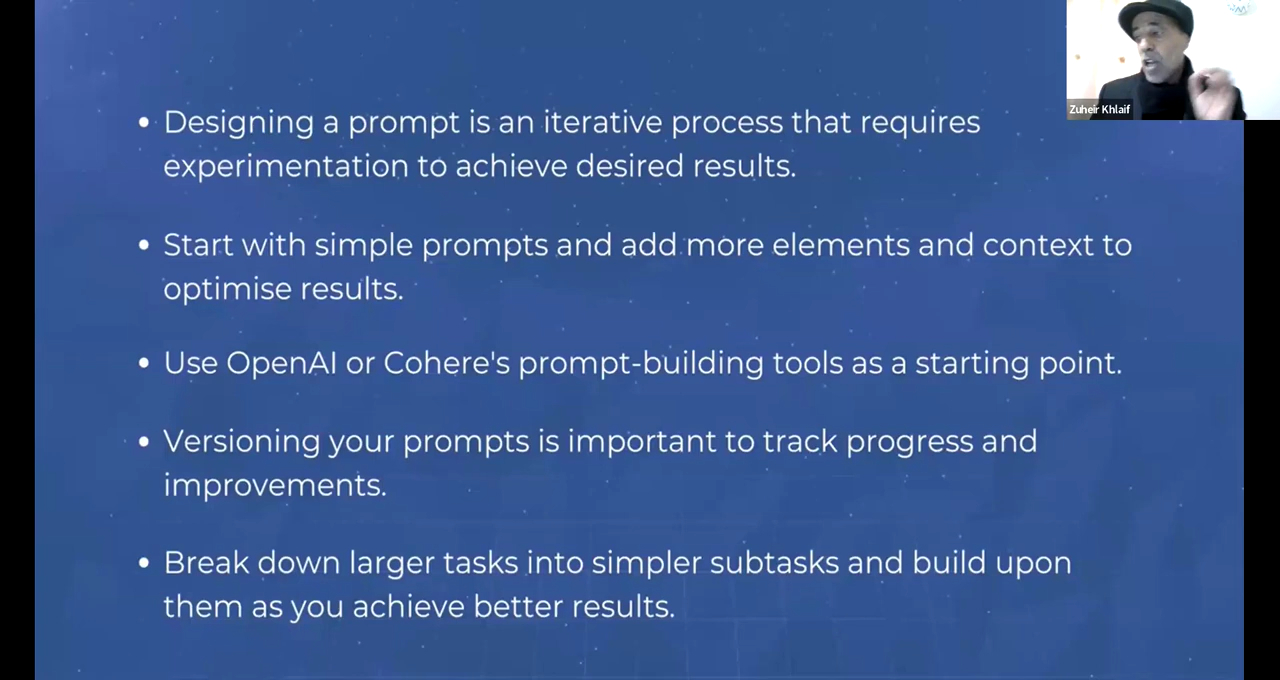 • Designing a prompt is an iterative process that requires
experimentation to achieve desired results.
• Start with simple prompts and add more elements and context to
optimise results.
• Use OpenAI or Cohere's prompt-building tools as a starting point.
• Versioning your prompts is important to track progress and
improvements.
• Break down larger tasks into simpler subtasks and build upon
them as you achieve better results.
Zuheir Khlaif